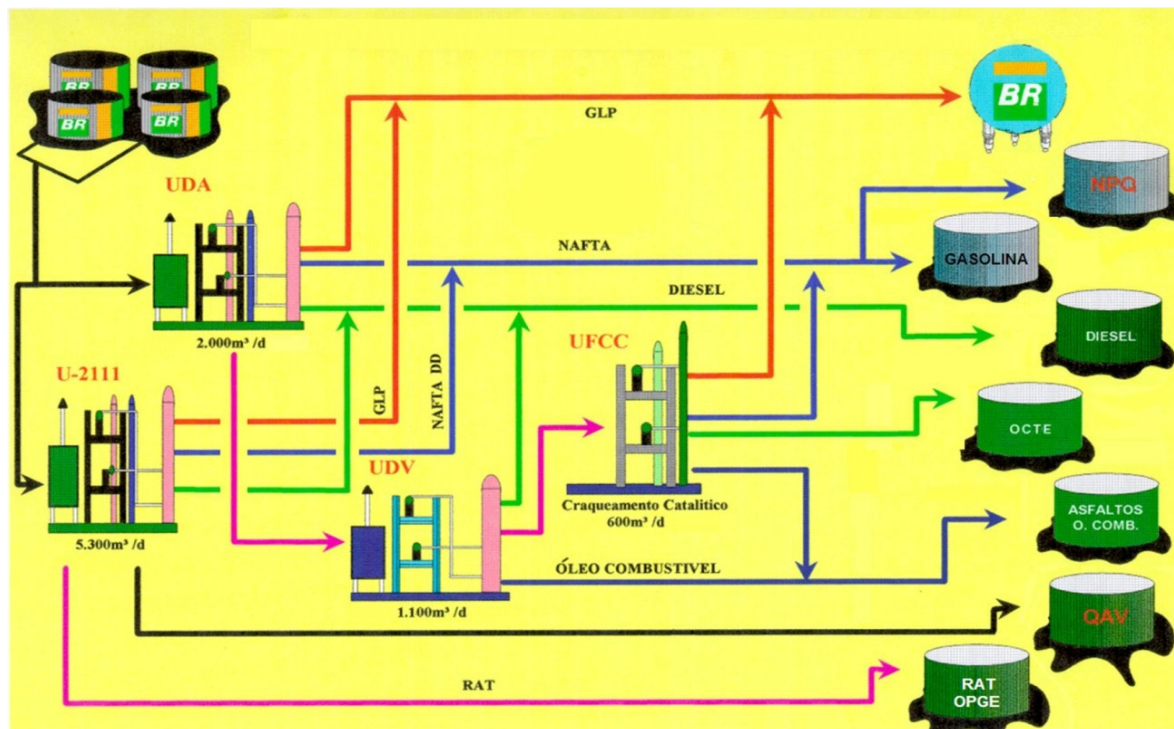 BR
BR
BR
BR
BR
GLP
NPQ
UDA
NAFTA
GASOLINA
DIESEL
DIESEL
2.000m³ /d
UFCC
U-2111
GLP
NAFTA DD
OCTE
UDV
Craqueamento Catalitico
600m³ /d
ASFALTOS
O. COMB.
5.300m³ /d
ÓLEO COMBUSTIVEL
1.100m³ /d
QAV
RAT
RAT
OPGE